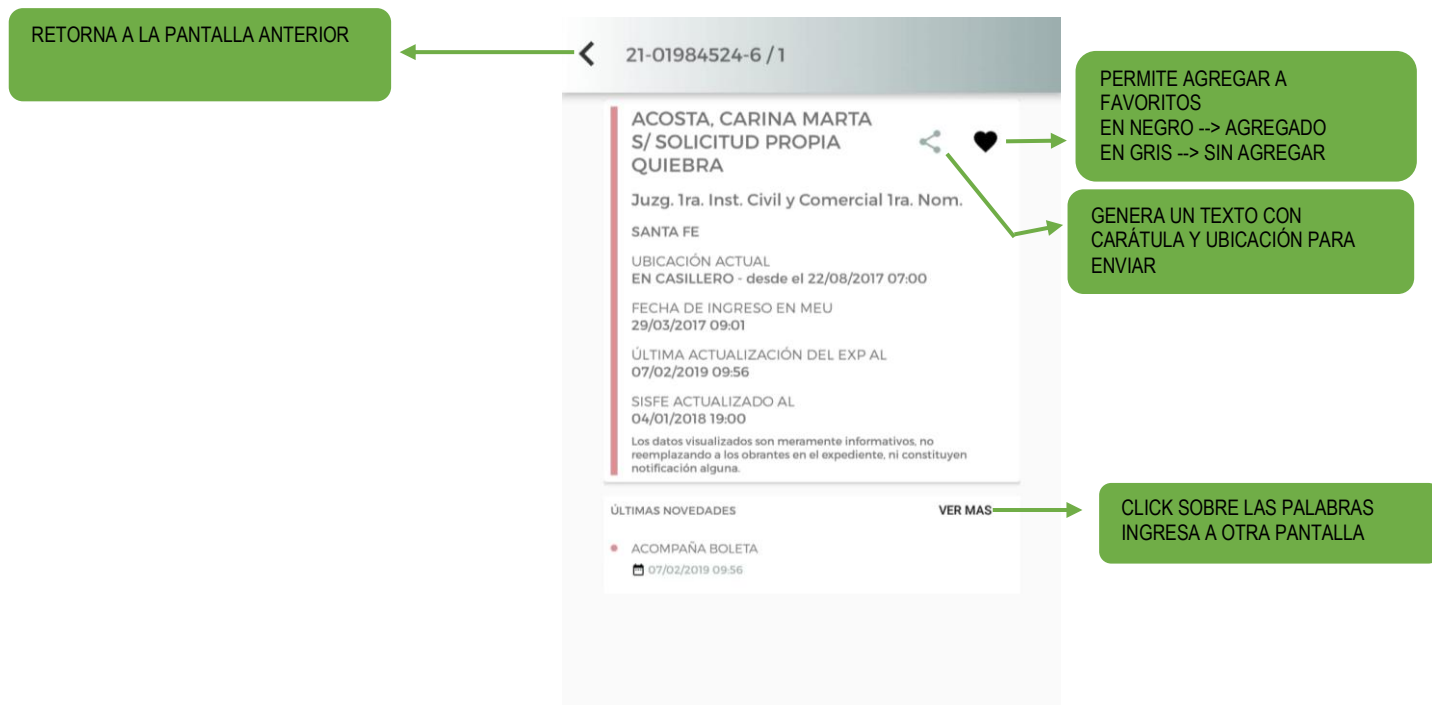 RETORNA A LA PANTALLA ANTERIOR
21-01984524-6 / 1
ACOSTA, CARINA MARTA
S/ SOLICITUD PROPIA
QUIEBRA
Juzg. 1ra. Inst. Civil y Comercial 1ra. Nom.
SANTA FE
UBICACIÓN ACTUAL
EN CASILLERO - desde el 22/08/2017 07:00
FECHA DE INGRESO EN MEU
29/03/2017 09:01
ÚLTIMA ACTUALIZACIÓN DEL EXP AL
07/02/2019 09:56
SISFE ACTUALIZADO AL
04/01/2018 19:00
Los datos visualizados son meramente informativos, no
reemplazando a los obrantes en el expediente, ni constituyen
notificación alguna.
ÚLTIMAS NOVEDADES
VER MAS
ACOMPAÑA BOLETA
07/02/2019 09:56
PERMITE AGREGAR A
FAVORITOS
EN NEGRO --> AGREGADO
EN GRIS --> SIN AGREGAR
GENERA UN TEXTO CON
CARÁTULA Y UBICACIÓN PARA
ENVIAR
CLICK SOBRE LAS PALABRAS
INGRESA A OTRA PANTALLA